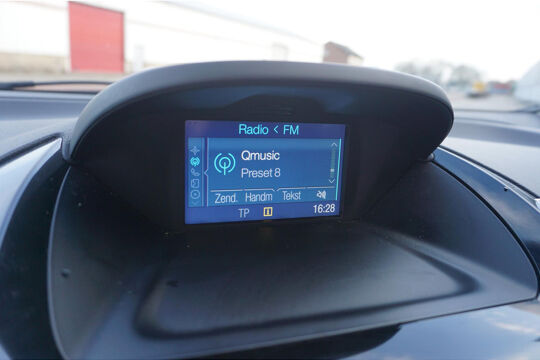 Radio < FM
Qmusic
Preset 8
Zend. Handm Tekst
TP 16:28